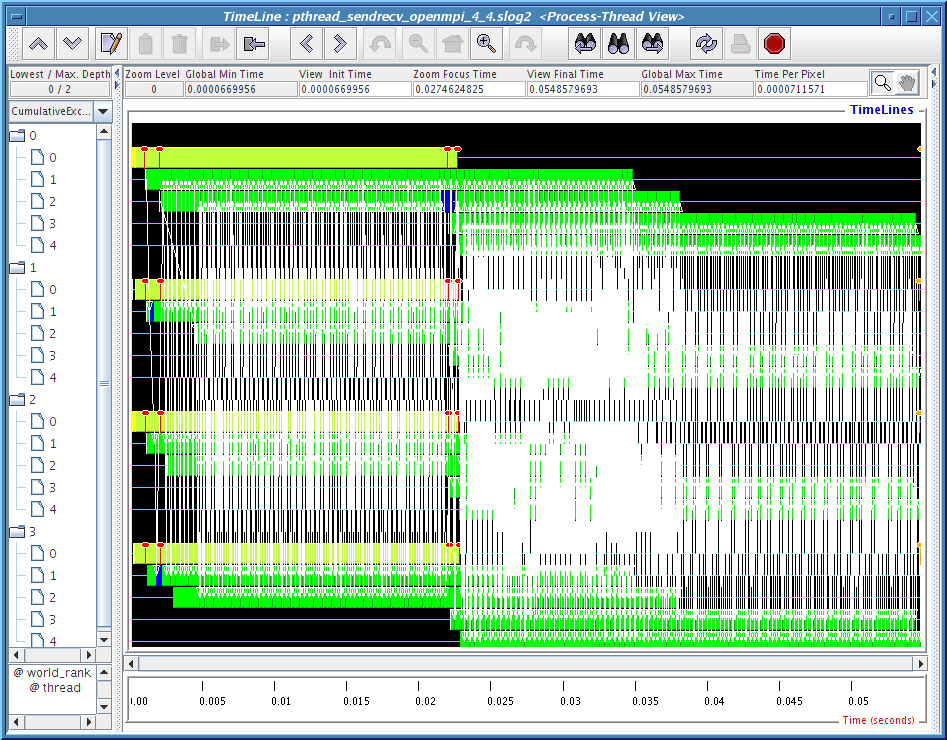 TimeLine : pthread_sendrecv_openmpi_4_4.slog2 <Process-Thread View>
Lowest / Max. Depth
0 / 2
Zoom Level Global Min Time View Init Time Zoom Focus Time View Final Time Global Max Time Time Per Pixel
0 0.0000669956 0.0000669956 0.0274624825 0.0548579693 0.0548579693 0.0000711571
CumulativeExc...
TimeLines
0
0
1
2
3
4
1
0
1
2
3
4
2
0
1
2
3
4
3
0
1
2
3
4
@ world_rank
@ thread
0.00 0.005 0.01 0.015 0.02 0.025 0.03 0.035 0.04 0.045 0.05
Time (seconds)